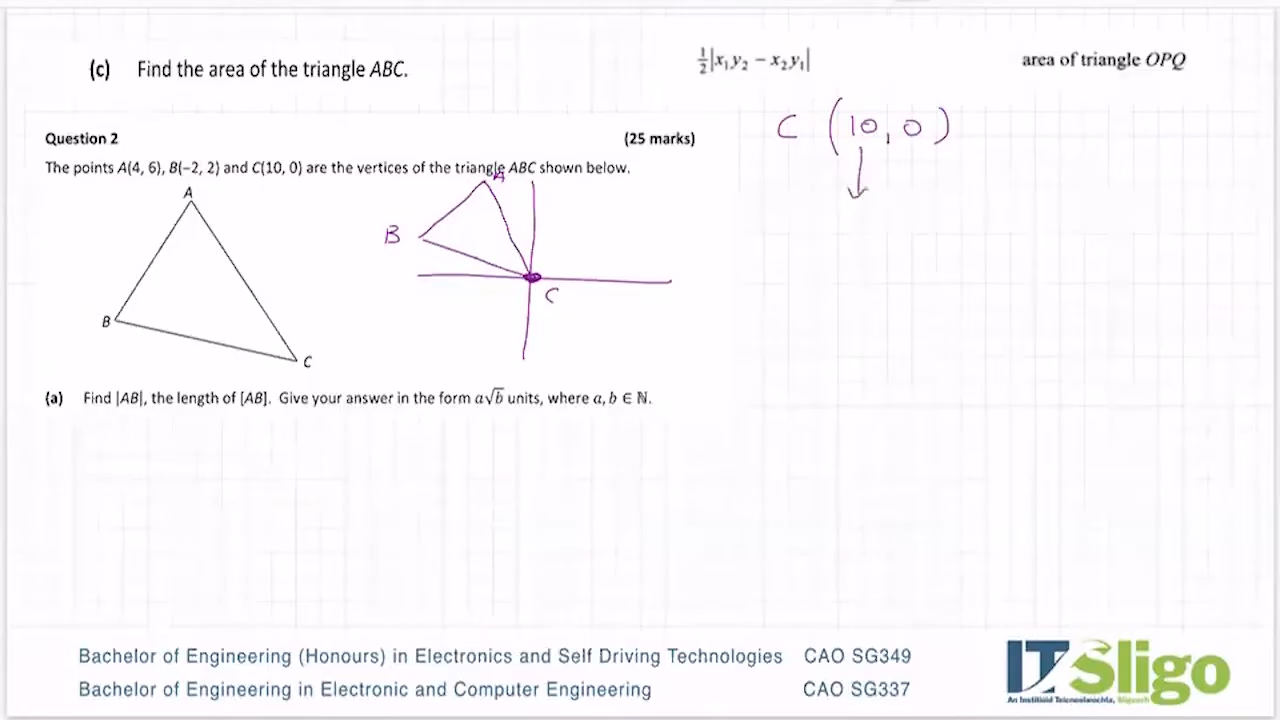 (c) Find the area of the triangle ABC.
½|x₁y₂ − x₂y₁| area of triangle OPQ
C (10, 0)
Question 2 (25 marks)
The points A(4, 6), B(−2, 2) and C(10, 0) are the vertices of the triangle ABC shown below.
A
A
B
B
C
C
(a) Find |AB|, the length of [AB]. Give your answer in the form a√b units, where a, b ∈ ℕ.
Bachelor of Engineering (Honours) in Electronics and Self Driving Technologies CAO SG349
Bachelor of Engineering in Electronic and Computer Engineering CAO SG337
IT Sligo
An Institiúid Teicneolaíochta, Sligeach